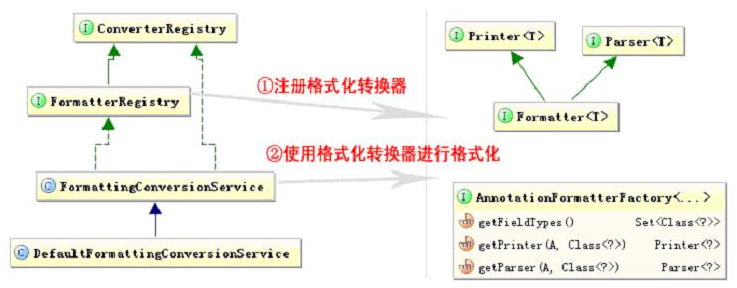 ConverterRegistry
FormatterRegistry
FormattingConversionService
DefaultFormattingConversionService
①注册格式化转换器
②使用格式化转换器进行格式化
Printer<T>
Parser<T>
Formatter<T>
AnnotationFormatterFactory<...>
getFieldTypes() Set<Class<?>>
getPrinter(A, Class<?>) Printer<?>
getParser(A, Class<?>) Parser<?>